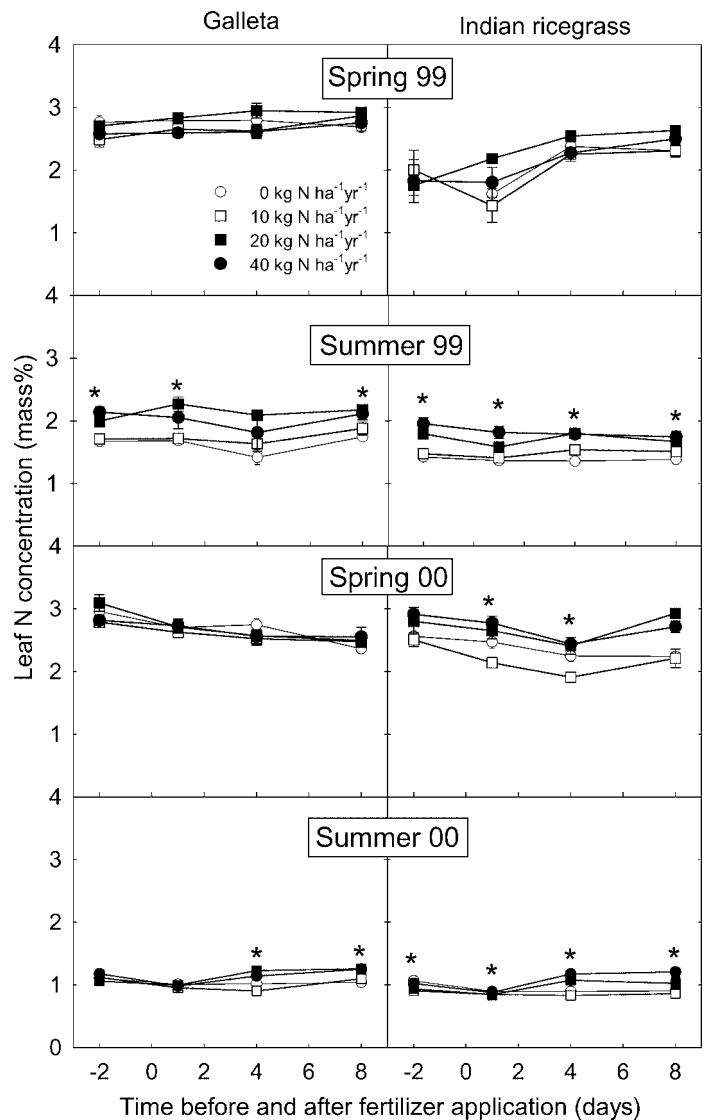 Galleta
Indian ricegrass
4
Spring 99
3
2
0 kg N ha⁻¹yr⁻¹
10 kg N ha⁻¹yr⁻¹
20 kg N ha⁻¹yr⁻¹
40 kg N ha⁻¹yr⁻¹
1
4
Summer 99
3
* * *
* * * *
2
1
4
Spring 00
3
* *
2
1
4
Summer 00
3
2
* *
* * * *
1
0
-2 0 2 4 6 8
-2 0 2 4 6 8
Leaf N concentration (mass%)
Time before and after fertilizer application (days)